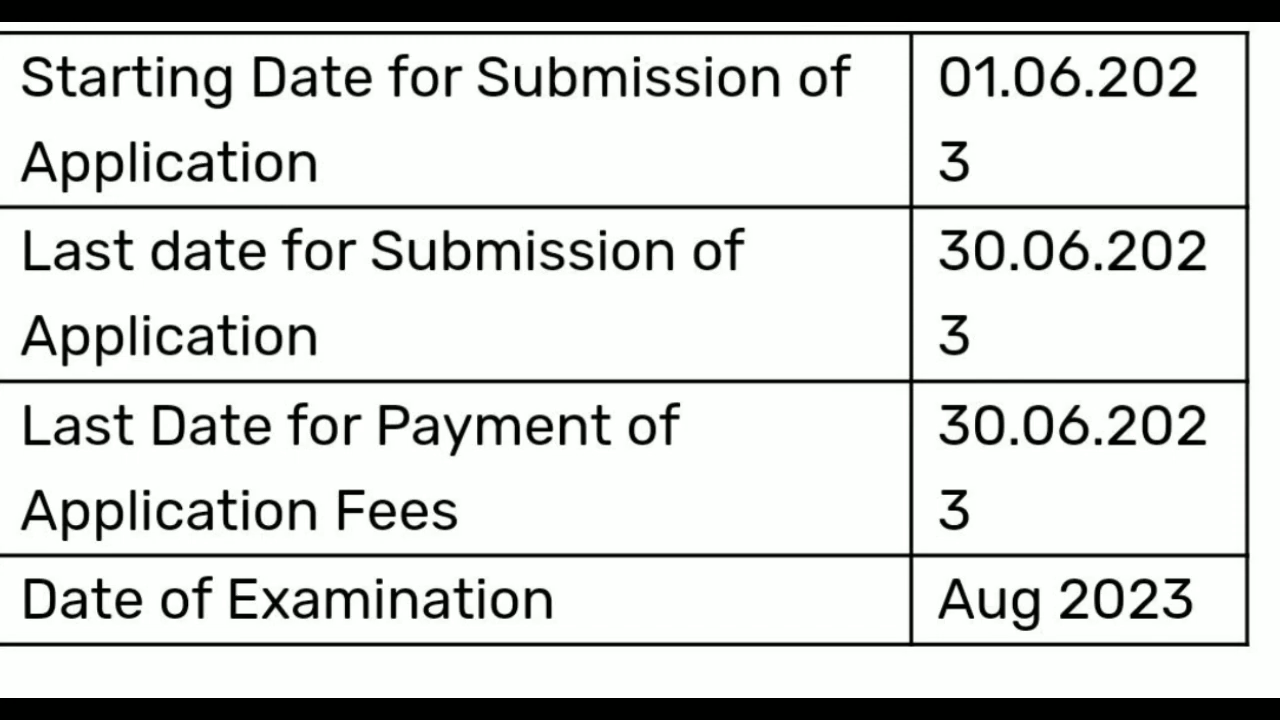 Starting Date for Submission of 01.06.202
Application 3
Last date for Submission of 30.06.202
Application 3
Last Date for Payment of 30.06.202
Application Fees 3
Date of Examination Aug 2023